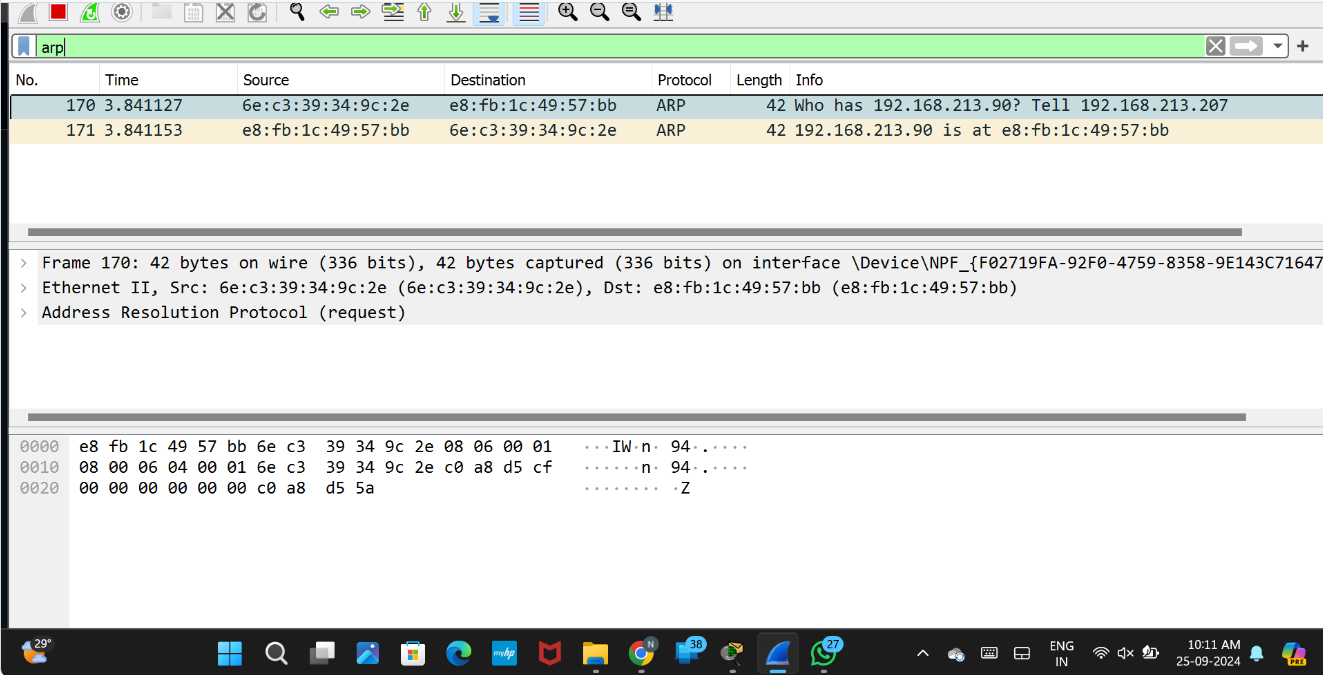 arp
No. Time Source Destination Protocol Length Info
170 3.841127 6e:c3:39:34:9c:2e e8:fb:1c:49:57:bb ARP 42 Who has 192.168.213.90? Tell 192.168.213.207
171 3.841153 e8:fb:1c:49:57:bb 6e:c3:39:34:9c:2e ARP 42 192.168.213.90 is at e8:fb:1c:49:57:bb
Frame 170: 42 bytes on wire (336 bits), 42 bytes captured (336 bits) on interface \Device\NPF_{F02719FA-92F0-4759-8358-9E143C71647
Ethernet II, Src: 6e:c3:39:34:9c:2e (6e:c3:39:34:9c:2e), Dst: e8:fb:1c:49:57:bb (e8:fb:1c:49:57:bb)
Address Resolution Protocol (request)
0000 e8 fb 1c 49 57 bb 6e c3 39 34 9c 2e 08 06 00 01 ···IW·n· 94·.····
0010 08 00 06 04 00 01 6e c3 39 34 9c 2e c0 a8 d5 cf ······n· 94·.····
0020 00 00 00 00 00 00 c0 a8 d5 5a ········ ·Z
29°
myhp
N
38
27
ENG
IN
10:11 AM
25-09-2024
PRE